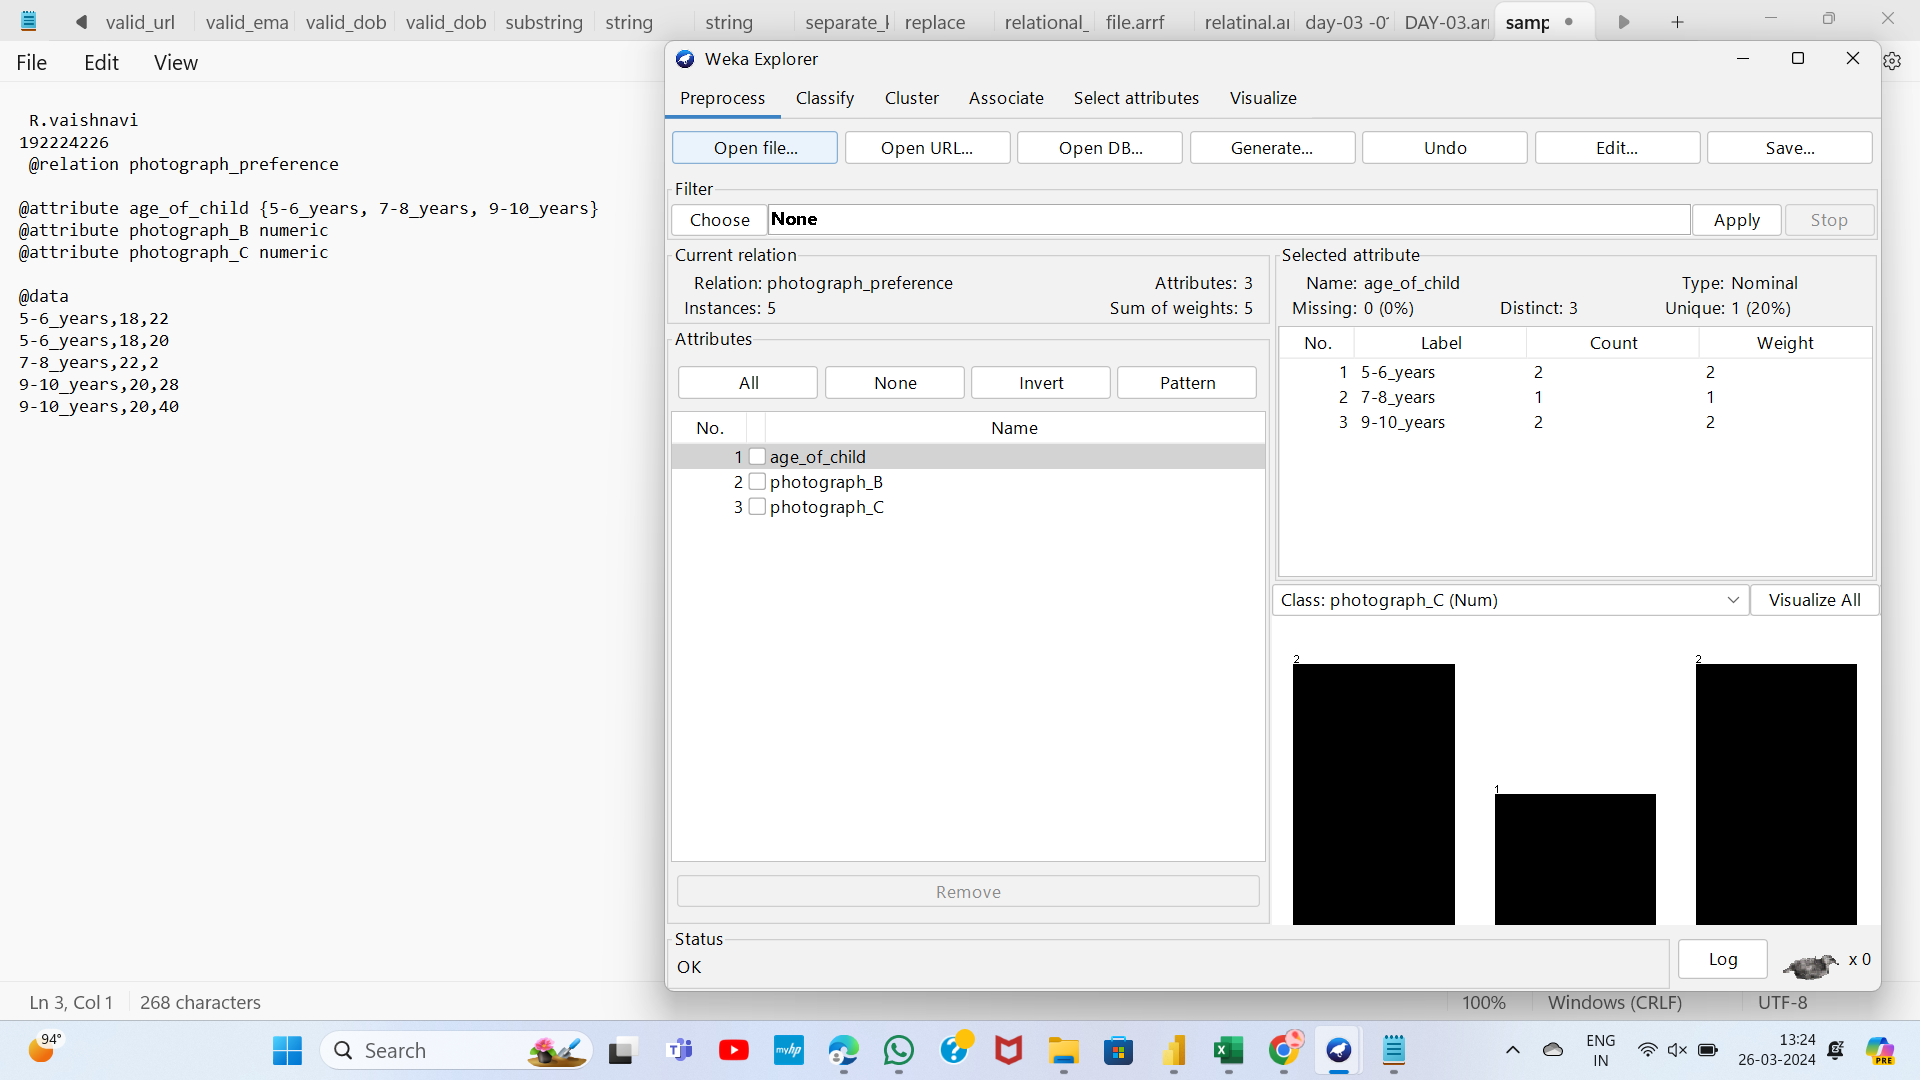 valid_url
valid_ema
valid_dob
valid_dob
substring
string
string
separate_
replace
relational_
file.arrf
relatinal.a
day-03 -0
DAY-03.ar
samp
File
Edit
View
R.vaishnavi
192224226
@relation photograph_preference
@attribute age_of_child {5-6_years, 7-8_years, 9-10_years}
@attribute photograph_B numeric
@attribute photograph_C numeric
@data
5-6_years,18,22
5-6_years,18,20
7-8_years,22,2
9-10_years,20,28
9-10_years,20,40
Ln 3, Col 1
268 characters
100%
Windows (CRLF)
UTF-8
Weka Explorer
Preprocess
Classify
Cluster
Associate
Select attributes
Visualize
Open file...
Open URL...
Open DB...
Generate...
Undo
Edit...
Save...
Filter
Choose
None
Apply
Stop
Current relation
Relation: photograph_preference
Attributes: 3
Instances: 5
Sum of weights: 5
Attributes
All
None
Invert
Pattern
No.
Name
1 age_of_child
2 photograph_B
3 photograph_C
Remove
Selected attribute
Name: age_of_child
Type: Nominal
Missing: 0 (0%)
Distinct: 3
Unique: 1 (20%)
No. Label Count Weight
1 5-6_years 2 2
2 7-8_years 1 1
3 9-10_years 2 2
Class: photograph_C (Num)
Visualize All
2
1
2
Status
OK
Log
x 0
94°
Search
myhp
ENG
IN
13:24
26-03-2024
PRE